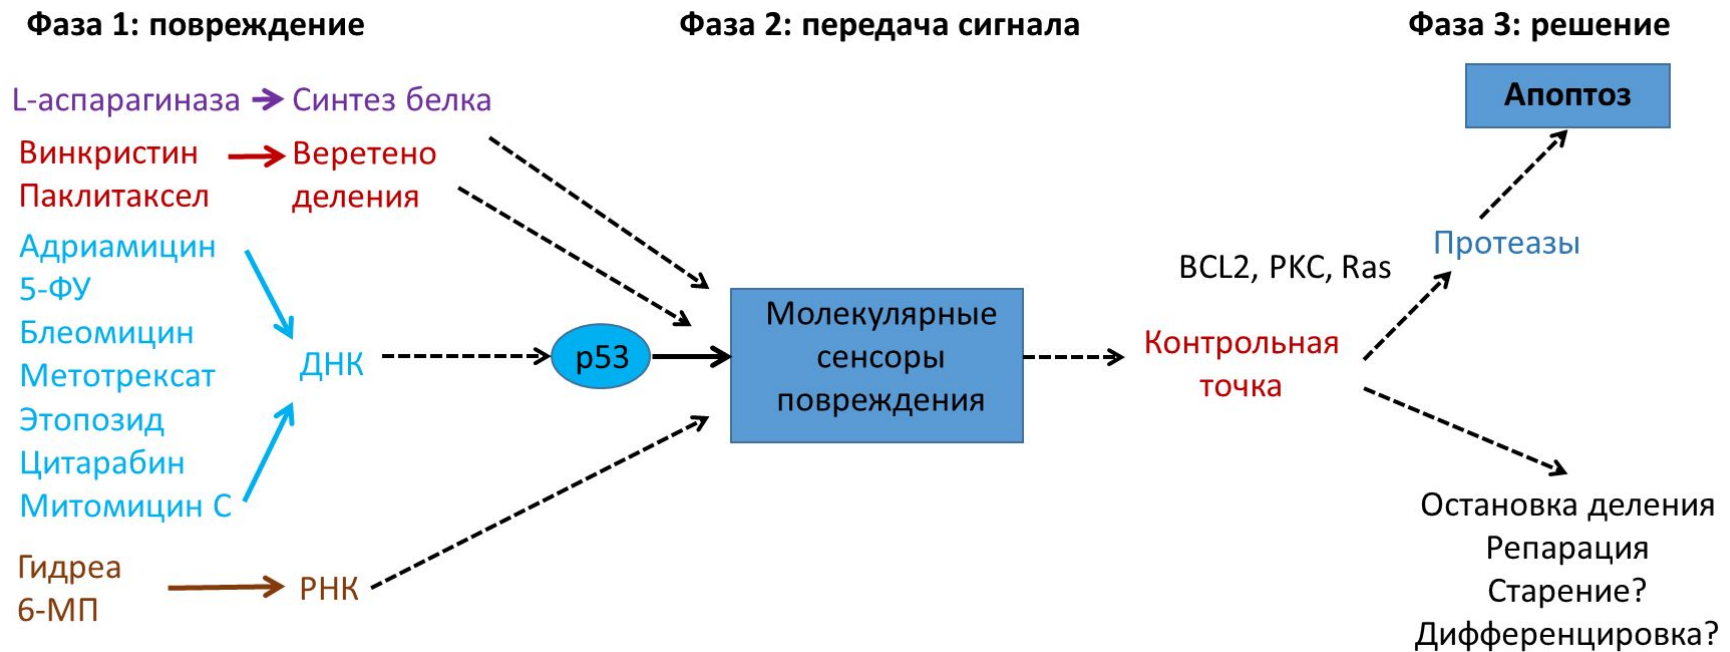 Фаза 1: повреждение
Фаза 2: передача сигнала
Фаза 3: решение
L-аспарагиназа
Синтез белка
Винкристин
Паклитаксел
Веретено
деления
Адриамицин
5-ФУ
Блеомицин
Метотрексат
Этопозид
Цитарабин
Митомицин С
ДНК
Гидреа
6-МП
РНК
p53
Молекулярные
сенсоры
повреждения
BCL2, PKC, Ras
Контрольная
точка
Протеазы
Апоптоз
Остановка деления
Репарация
Старение?
Дифференцировка?